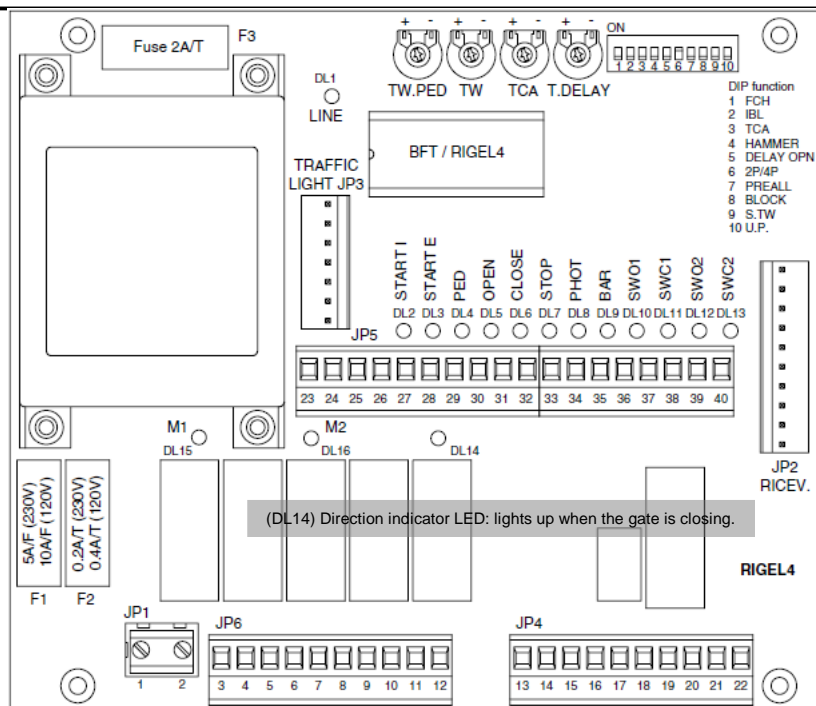 Fuse 2A/T
F3
+ - + - + - + -
TW.PED TW TCA T.DELAY
ON
1 2 3 4 5 6 7 8 9 10
DL1
LINE
DIP function
1 FCH
2 IBL
3 TCA
4 HAMMER
5 DELAY OPN
6 2P/4P
7 PREALL
8 BLOCK
9 S.TW
10 U.P.
BFT / RIGEL4
TRAFFIC
LIGHT JP3
START I
START E
PED
OPEN
CLOSE
STOP
PHOT
BAR
SWO1
SWC1
SWO2
SWC2
DL2 DL3 DL4 DL5 DL6 DL7 DL8 DL9 DL10 DL11 DL12 DL13
JP5
23 24 25 26 27 28 29 30 31 32 33 34 35 36 37 38 39 40
JP2
RICEV.
M1
M2
DL15
DL16
DL14
(DL14) Direction indicator LED: lights up when the gate is closing.
5A/F (230V)
10A/F (120V)
0.2A/T (230V)
0.4A/T (120V)
F1 F2
RIGEL4
JP1
1 2
JP6
3 4 5 6 7 8 9 10 11 12
JP4
13 14 15 16 17 18 19 20 21 22